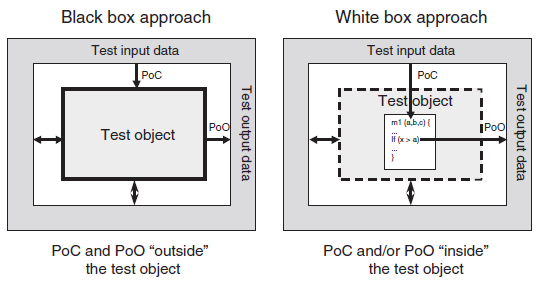 Black box approach
Test input data
PoC
Test object
PoO
Test output data
PoC and PoO “outside”
the test object
White box approach
Test input data
PoC
Test object
m1 (a,b,c) {
...
If (x > a)
...
}
PoO
Test output data
PoC and/or PoO “inside”
the test object